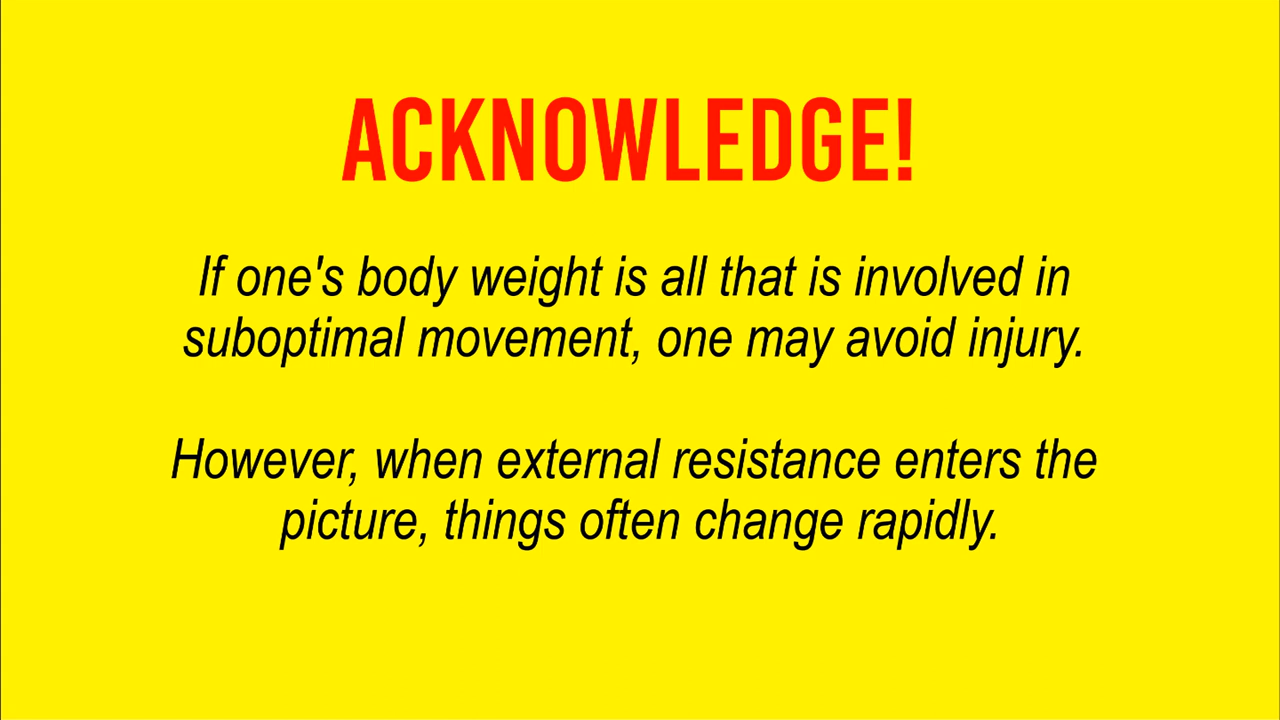 ACKNOWLEDGE!
If one's body weight is all that is involved in
suboptimal movement, one may avoid injury.
However, when external resistance enters the
picture, things often change rapidly.